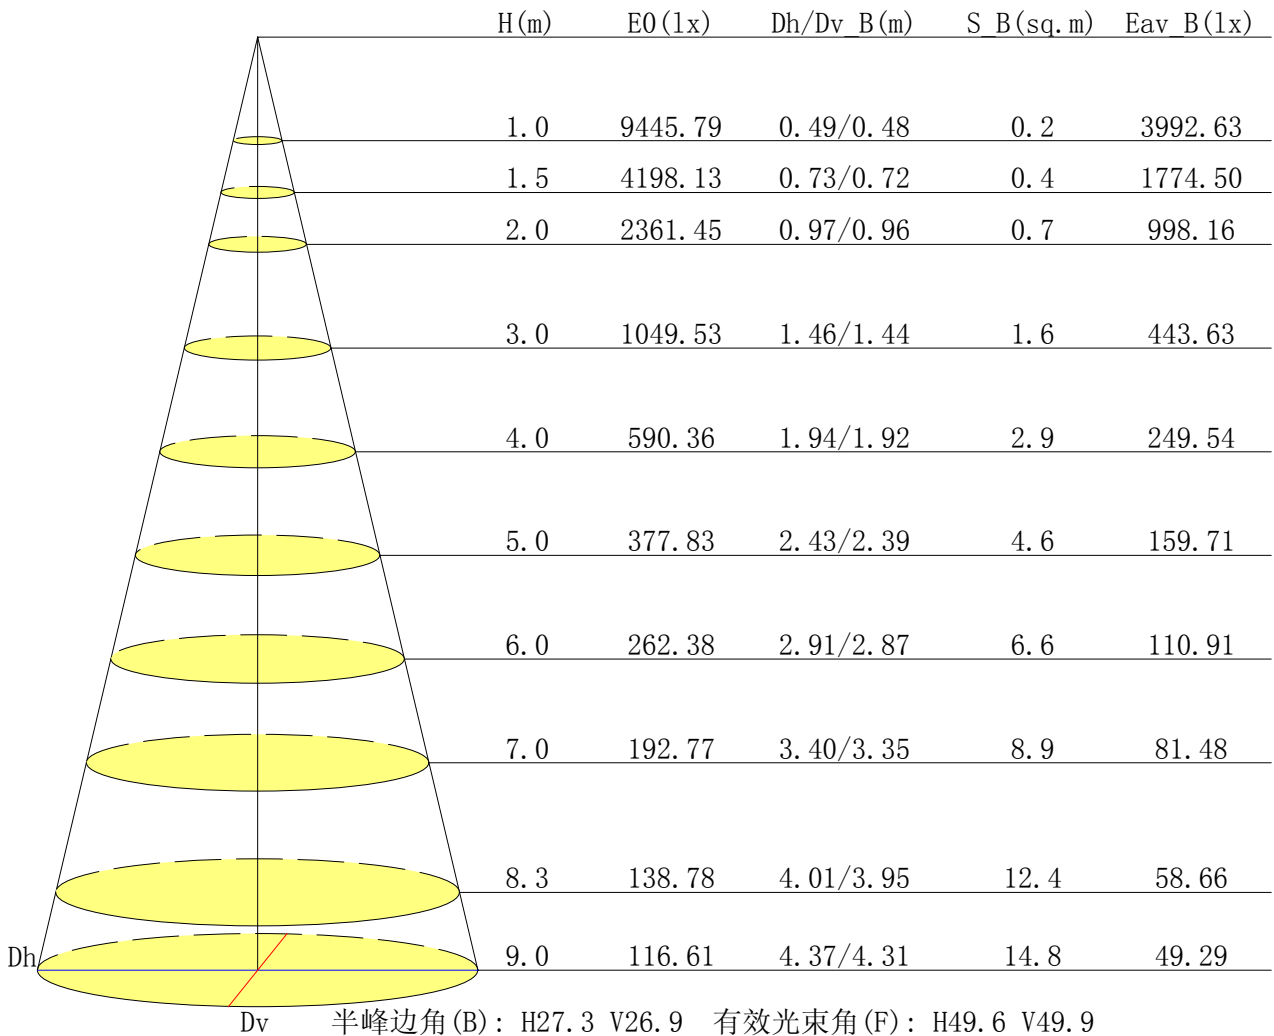 H(m) E0(lx) Dh/Dv_B(m) S_B(sq.m) Eav_B(lx)
1.0 9445.79 0.49/0.48 0.2 3992.63
1.5 4198.13 0.73/0.72 0.4 1774.50
2.0 2361.45 0.97/0.96 0.7 998.16
3.0 1049.53 1.46/1.44 1.6 443.63
4.0 590.36 1.94/1.92 2.9 249.54
5.0 377.83 2.43/2.39 4.6 159.71
6.0 262.38 2.91/2.87 6.6 110.91
7.0 192.77 3.40/3.35 8.9 81.48
8.3 138.78 4.01/3.95 12.4 58.66
Dh 9.0 116.61 4.37/4.31 14.8 49.29
Dv 半峰边角(B): H27.3 V26.9 有效光束角(F): H49.6 V49.9